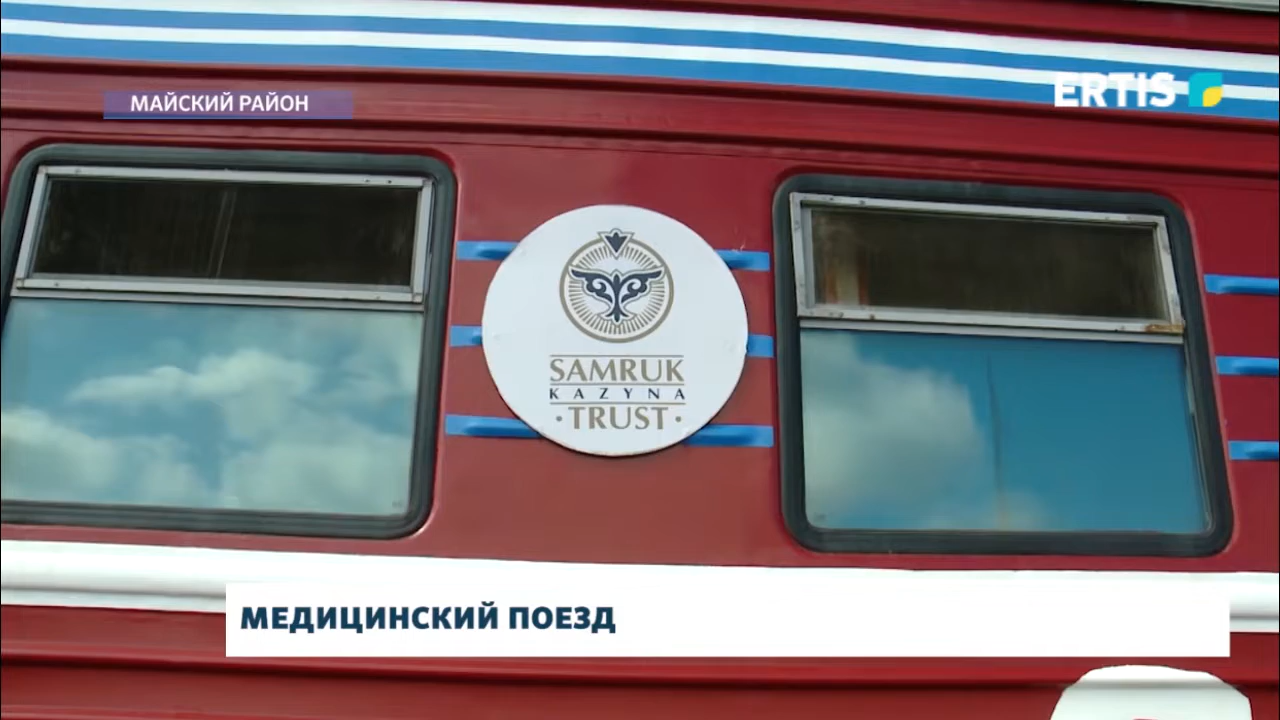 ERTIS
МАЙСКИЙ РАЙОН
SAMRUK
KAZYNA
·TRUST·
МЕДИЦИНСКИЙ ПОЕЗД